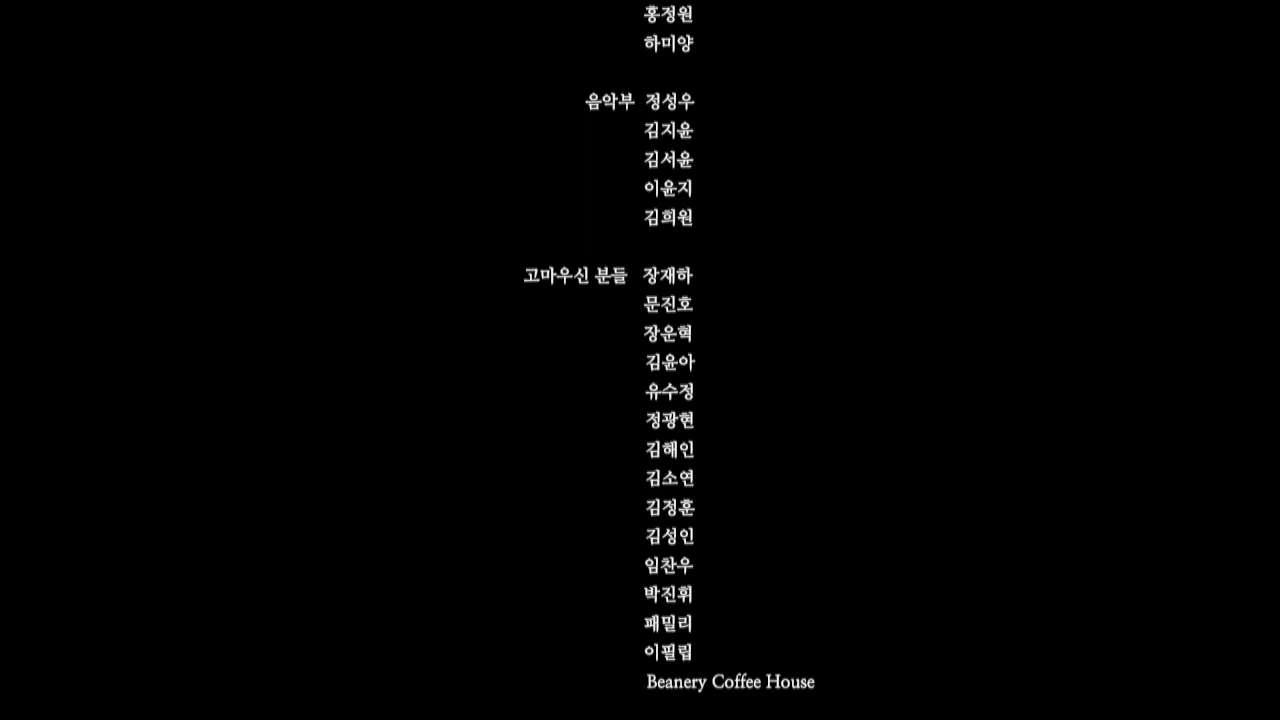 홍정원
하미양
음악부 정성우
김지윤
김서윤
이윤지
김희원
고마우신 분들 장재하
문진호
장운혁
김윤아
유수정
정광현
김해인
김소연
김정훈
김성인
임찬우
박진휘
패밀리
이필립
Beanery Coffee House